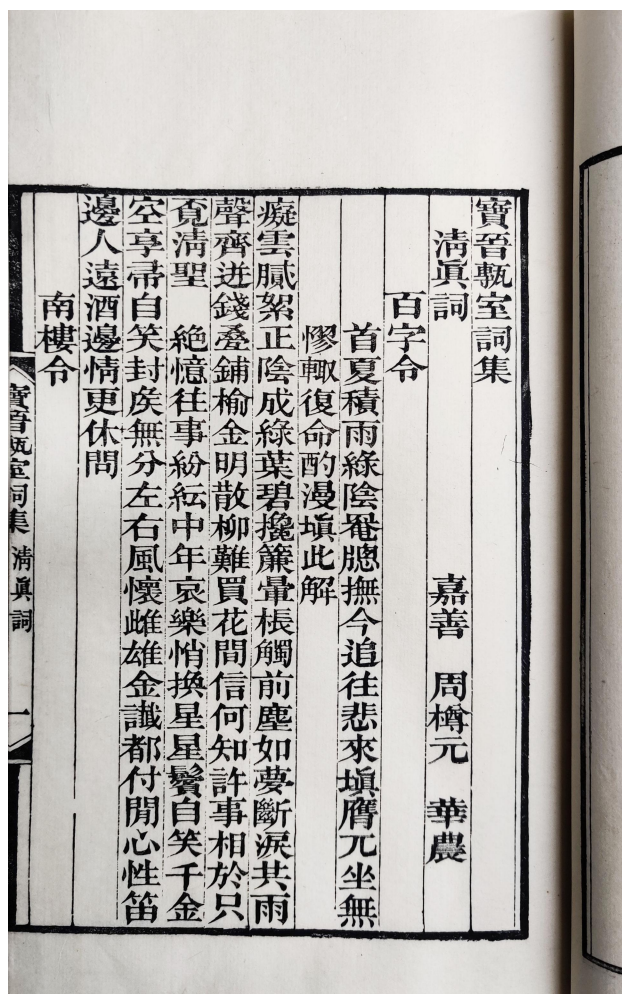 寶晉甎室詞集
清眞詞 嘉善 周樽元 華農
百字令
首夏積雨綠陰罨牕撫今追往悲來塡膺兀坐無
憀輙復命酌漫塡此解
癡雲膩絮正陰成綠葉碧攙簾暈棖觸前塵如夢斷淚共雨
聲齊迸錢疊鋪榆金明散柳難買花間信何知許事相於只
覓淸聖 絶憶往事紛紜中年哀樂悄換星星鬢自笑千金
空享帚自笑封矦無分左右風懷雌雄金讖都付閒心性笛
邊人遠酒邊情更休問
南樓令
寶晉甎室詞集 清眞詞 一